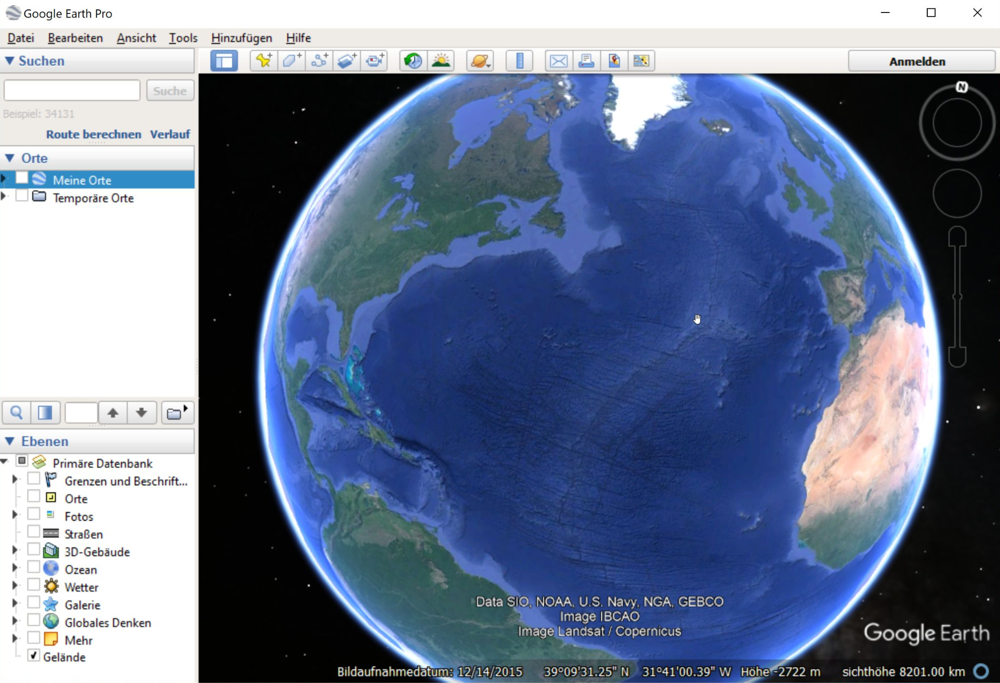 Google Earth Pro
Datei Bearbeiten Ansicht Tools Hinzufügen Hilfe
Suchen
Anmelden
Suche
Beispiel: 34131
Route berechnen Verlauf
Orte
Meine Orte
Temporäre Orte
Ebenen
Primäre Datenbank
Grenzen und Beschrift...
Orte
Fotos
Straßen
3D-Gebäude
Ozean
Wetter
Galerie
Globales Denken
Mehr
Gelände
N
Data SIO, NOAA, U.S. Navy, NGA, GEBCO
Image IBCAO
Image Landsat / Copernicus
Google Earth
Bildaufnahmedatum: 12/14/2015 39°09'31.25" N 31°41'00.39" W Höhe -2722 m sichthöhe 8201.00 km